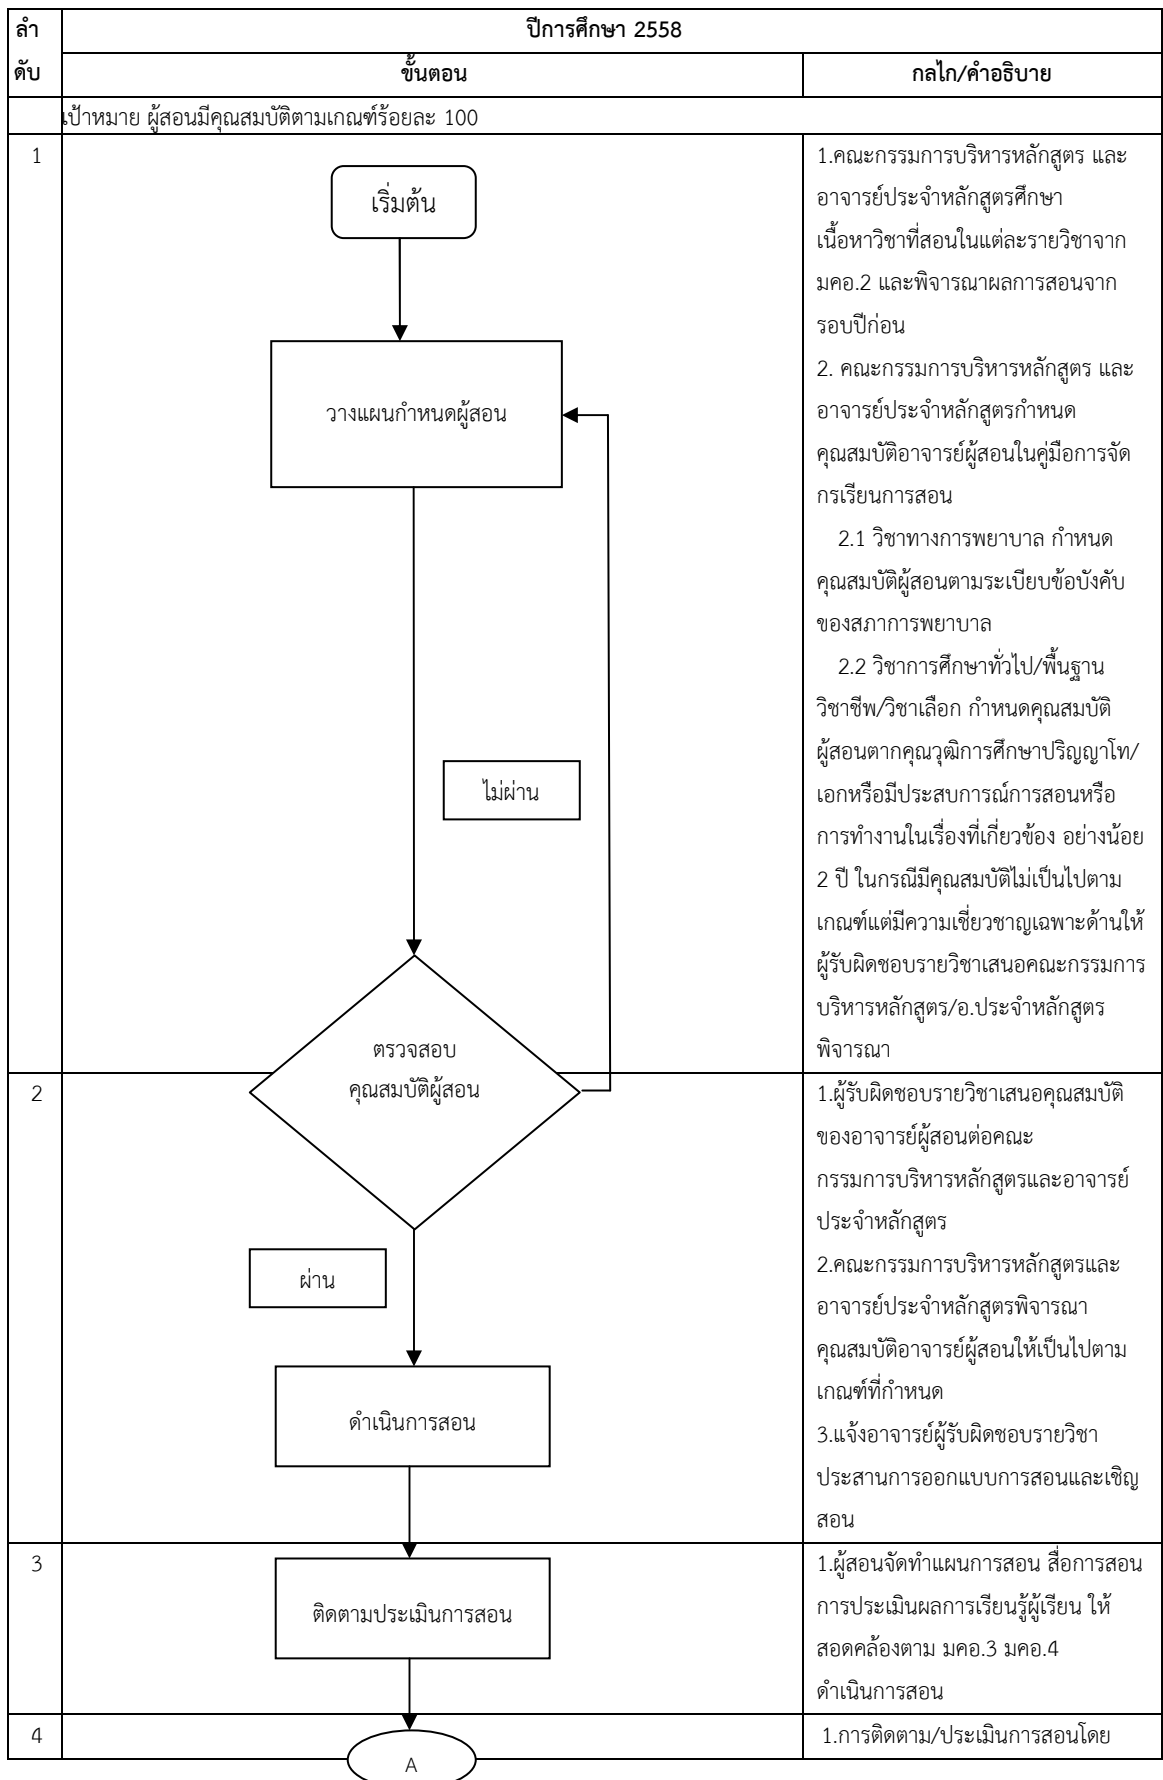 ลำ
ดับ
ปีการศึกษา 2558
ขั้นตอน
กลไก/คำอธิบาย
เป้าหมาย ผู้สอนมีคุณสมบัติตามเกณฑ์ร้อยละ 100
1
เริ่มต้น
วางแผนกำหนดผู้สอน
ไม่ผ่าน
ตรวจสอบ
คุณสมบัติผู้สอน
1.คณะกรรมการบริหารหลักสูตร และ
อาจารย์ประจำหลักสูตรศึกษา
เนื้อหาวิชาที่สอนในแต่ละรายวิชาจาก
มคอ.2 และพิจารณาผลการสอนจาก
รอบปีก่อน
2. คณะกรรมการบริหารหลักสูตร และ
อาจารย์ประจำหลักสูตรกำหนด
คุณสมบัติอาจารย์ผู้สอนในคู่มือการจัด
กรเรียนการสอน
2.1 วิชาทางการพยาบาล กำหนด
คุณสมบัติผู้สอนตามระเบียบข้อบังคับ
ของสภาการพยาบาล
2.2 วิชาการศึกษาทั่วไป/พื้นฐาน
วิชาชีพ/วิชาเลือก กำหนดคุณสมบัติ
ผู้สอนตากคุณวุฒิการศึกษาปริญญาโท/
เอกหรือมีประสบการณ์การสอนหรือ
การทำงานในเรื่องที่เกี่ยวข้อง อย่างน้อย
2 ปี ในกรณีมีคุณสมบัติไม่เป็นไปตาม
เกณฑ์แต่มีความเชี่ยวชาญเฉพาะด้านให้
ผู้รับผิดชอบรายวิชาเสนอคณะกรรมการ
บริหารหลักสูตร/อ.ประจำหลักสูตร
พิจารณา
2
ผ่าน
ดำเนินการสอน
1.ผู้รับผิดชอบรายวิชาเสนอคุณสมบัติ
ของอาจารย์ผู้สอนต่อคณะ
กรรมการบริหารหลักสูตรและอาจารย์
ประจำหลักสูตร
2.คณะกรรมการบริหารหลักสูตรและ
อาจารย์ประจำหลักสูตรพิจารณา
คุณสมบัติอาจารย์ผู้สอนให้เป็นไปตาม
เกณฑ์ที่กำหนด
3.แจ้งอาจารย์ผู้รับผิดชอบรายวิชา
ประสานการออกแบบการสอนและเชิญ
สอน
3
ติดตามประเมินการสอน
1.ผู้สอนจัดทำแผนการสอน สื่อการสอน
การประเมินผลการเรียนรู้ผู้เรียน ให้
สอดคล้องตาม มคอ.3 มคอ.4
ดำเนินการสอน
4
A
1.การติดตาม/ประเมินการสอนโดย